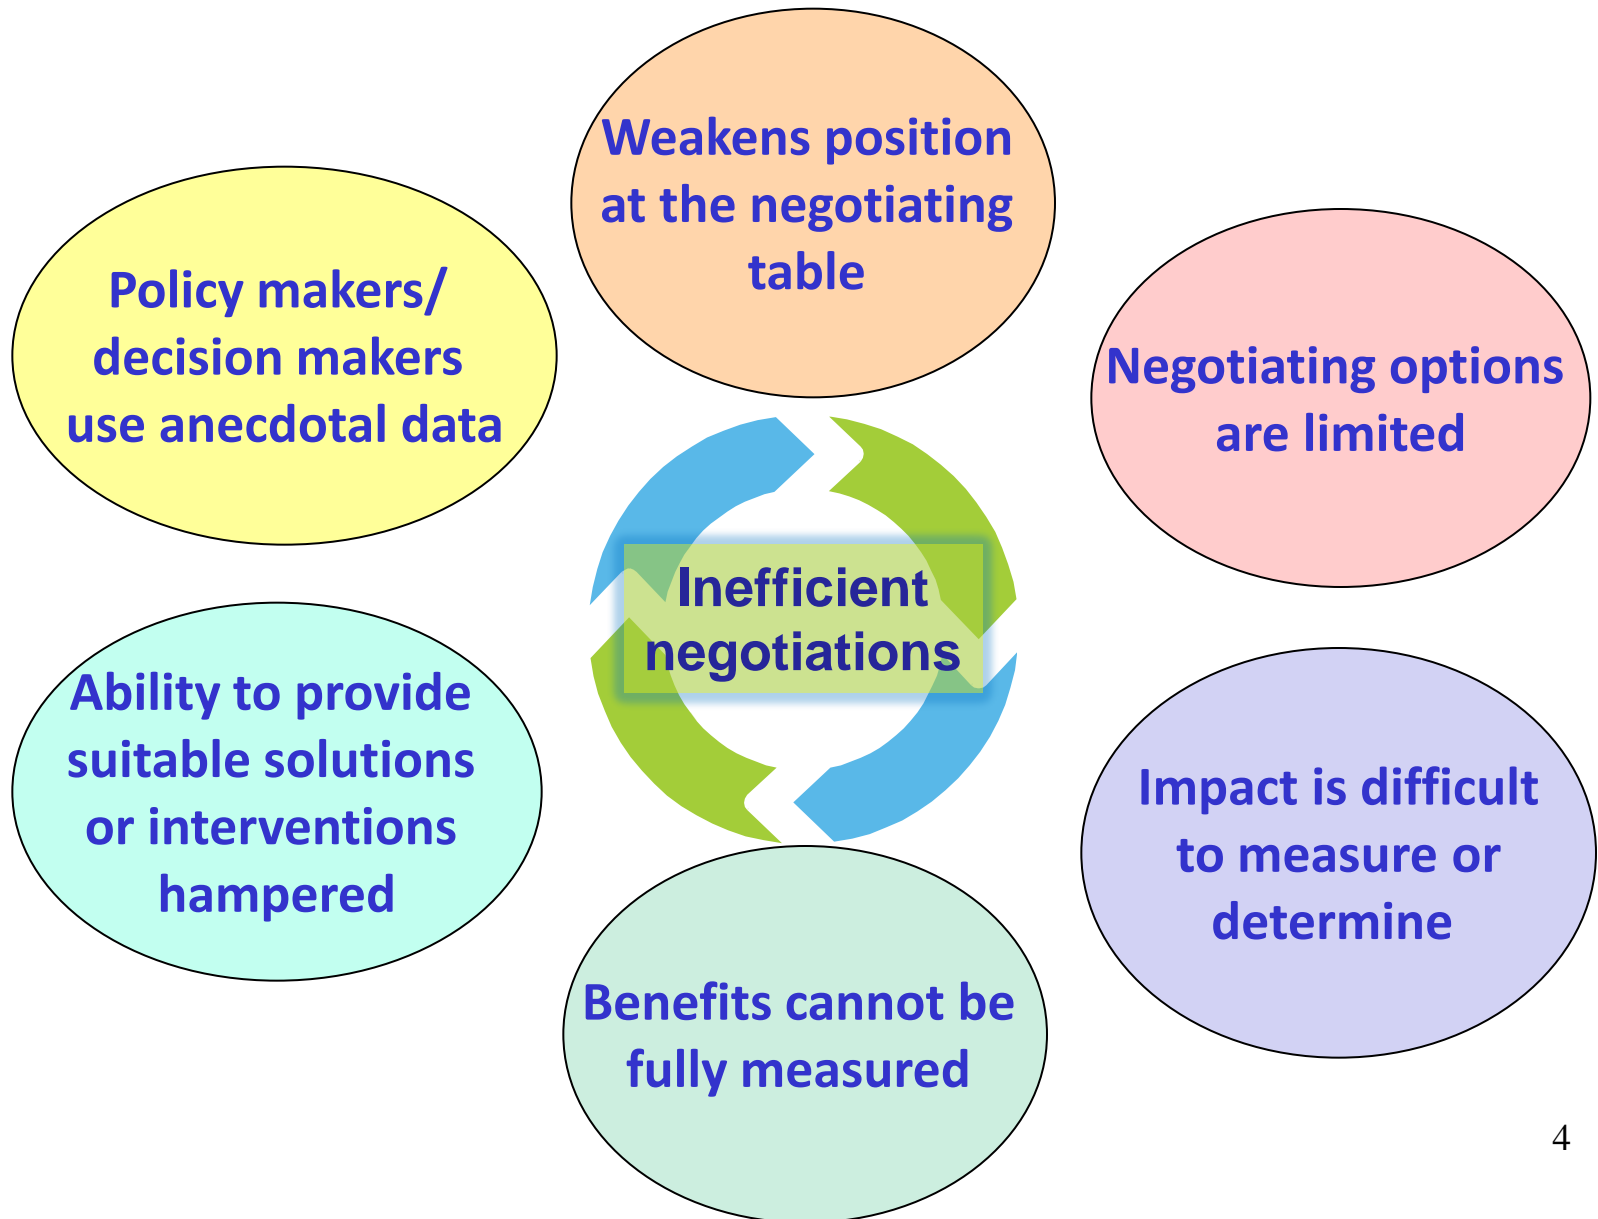 Weakens position
at the negotiating
table
Policy makers/
decision makers
use anecdotal data
Negotiating options
are limited
Inefficient
negotiations
Ability to provide
suitable solutions
or interventions
hampered
Impact is difficult
to measure or
determine
Benefits cannot be
fully measured
4